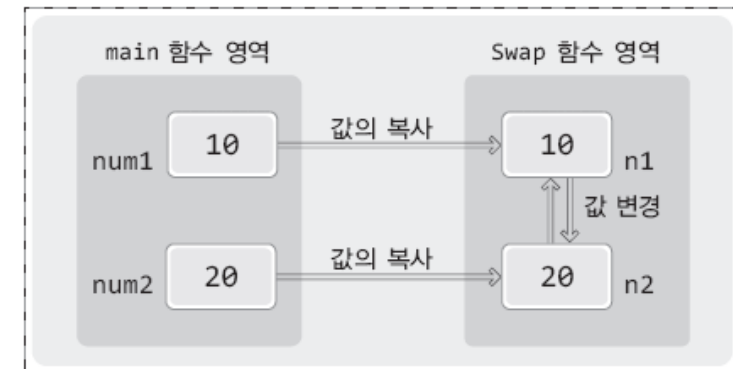 main 함수 영역 Swap 함수 영역
num1 10 값의 복사 10 n1
값 변경
num2 20 값의 복사 20 n2